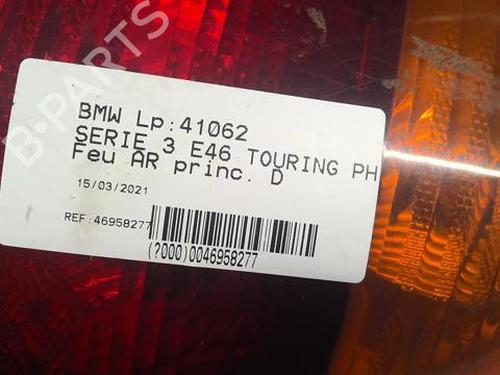 B-PARTS
BMW Lp:41062
SERIE 3 E46 TOURING PH
Feu AR princ. D
15/03/2021
REF:46958277
(?000)0046958277